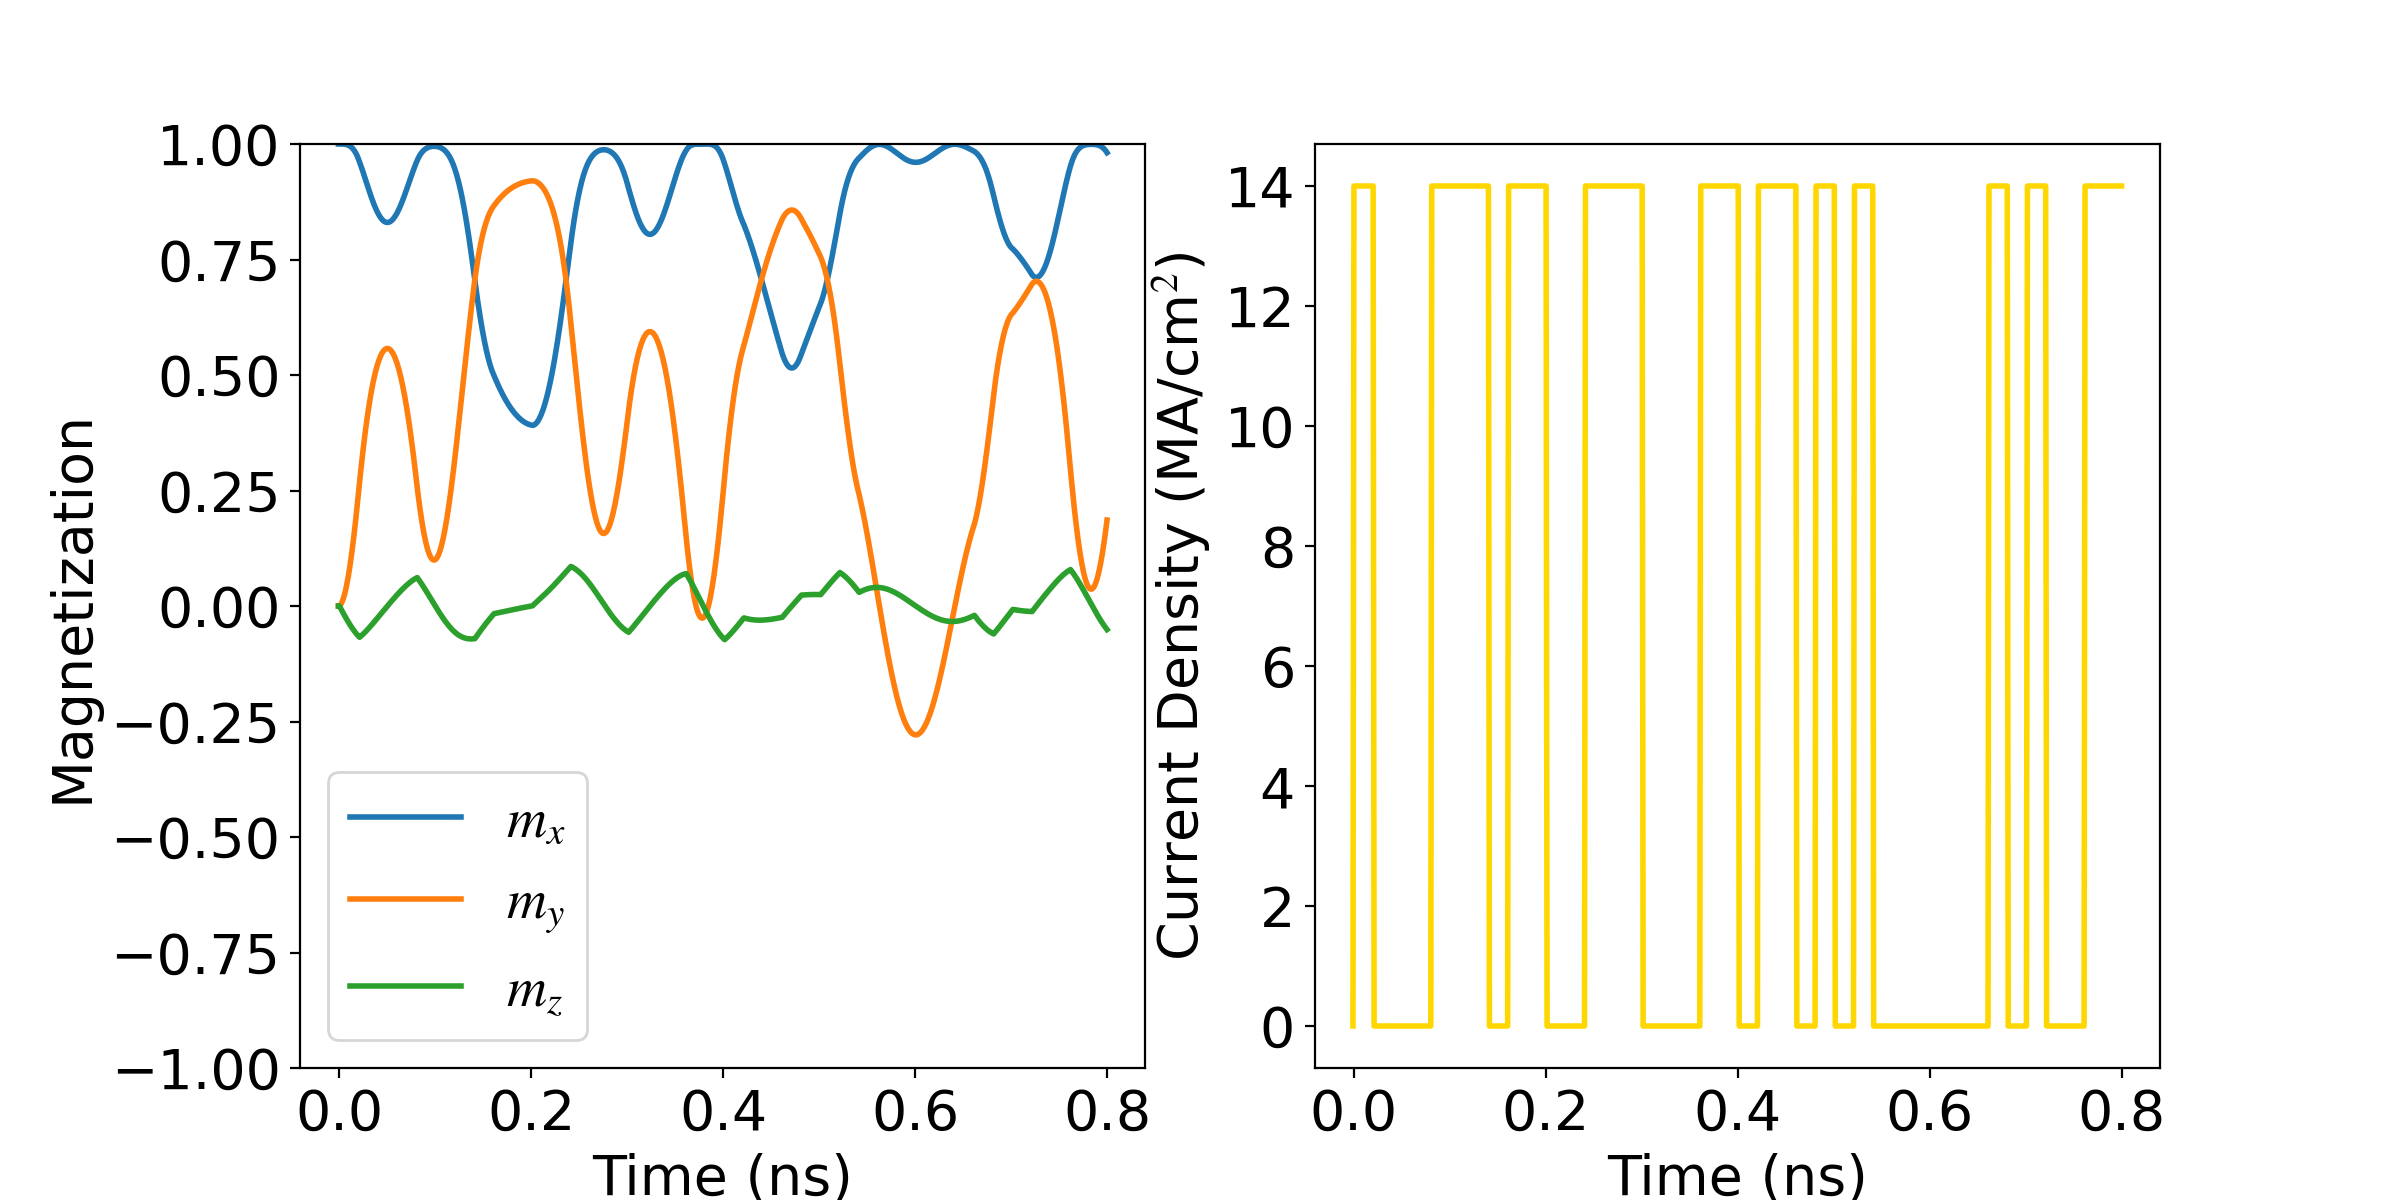 Magnetization
1.00
0.75
0.50
0.25
0.00
−0.25
−0.50
−0.75
−1.00
0.0 0.2 0.4 0.6 0.8
Time (ns)
m_x
m_y
m_z
Current Density (MA/cm²)
14
12
10
8
6
4
2
0
0.0 0.2 0.4 0.6 0.8
Time (ns)